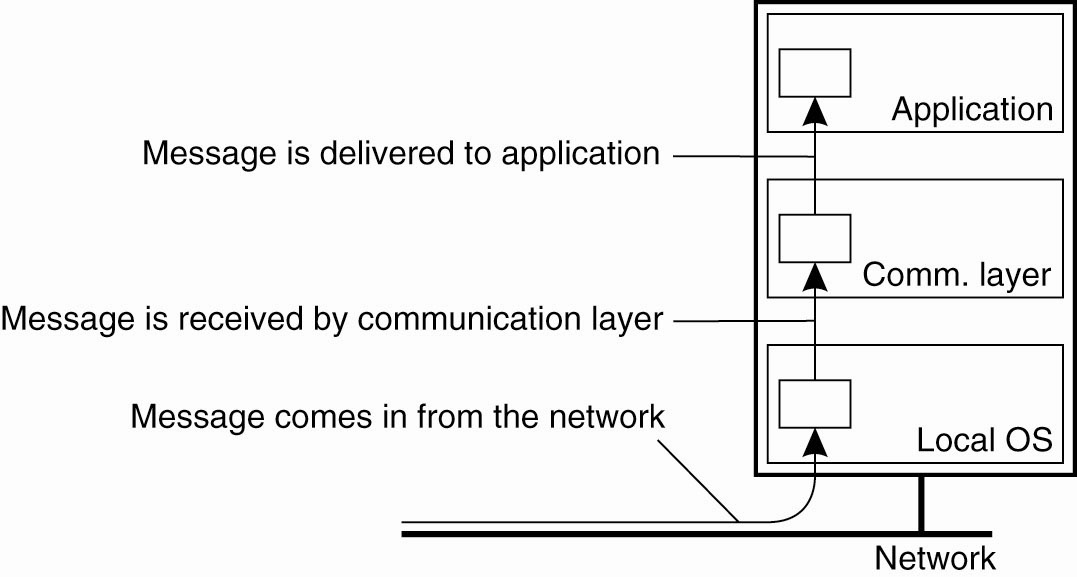 Application
Message is delivered to application
Comm. layer
Message is received by communication layer
Message comes in from the network
Local OS
Network